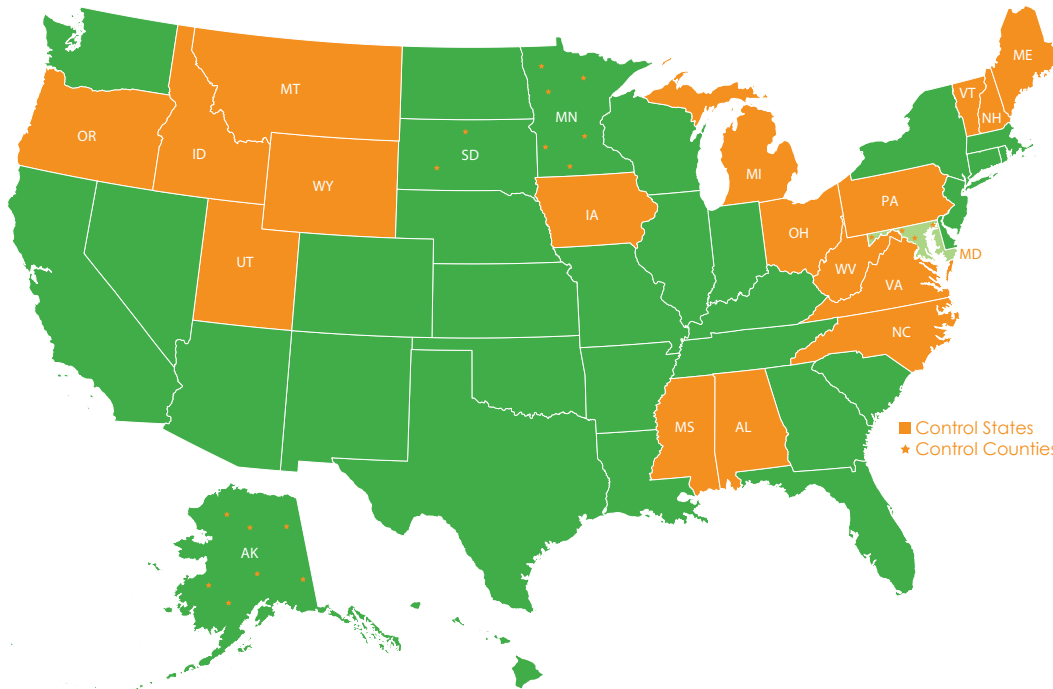 ME
VT
MT
NH
MN
OR
SD
ID
MI
WY
PA
IA
OH
MD
UT
WV
VA
NC
MS
AL
Control States
Control Counties
AK